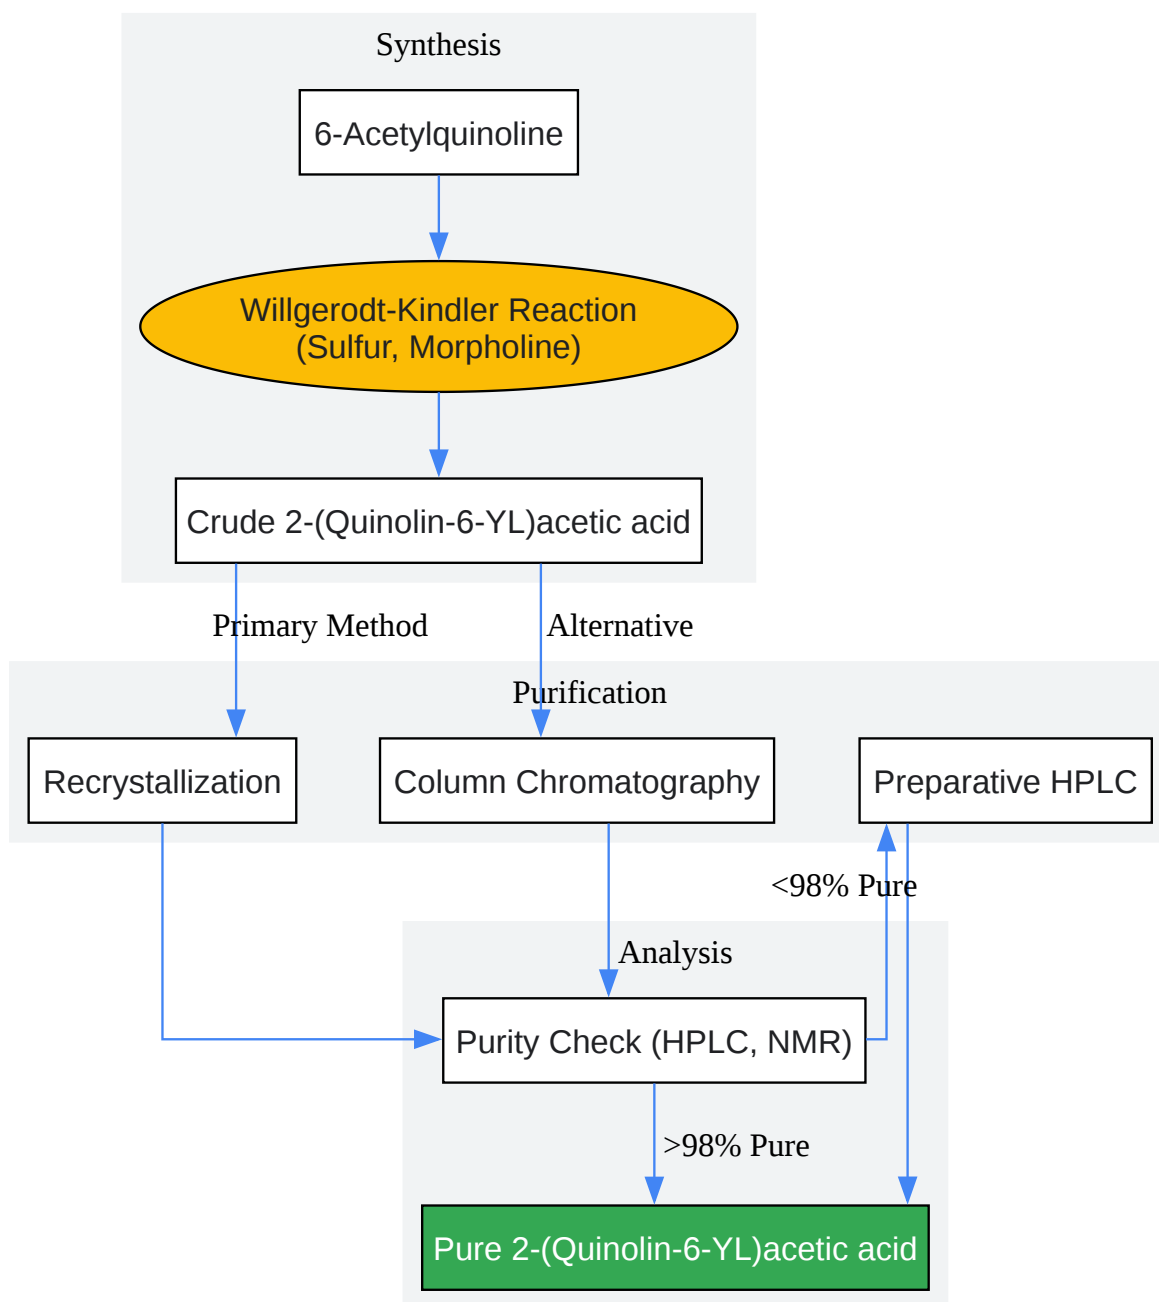 Synthesis
6-Acetylquinoline
Willgerodt-Kindler Reaction
(Sulfur, Morpholine)
Crude 2-(Quinolin-6-YL)acetic acid
Primary Method
Alternative
Purification
Recrystallization
Column Chromatography
Preparative HPLC
<98% Pure
Analysis
Purity Check (HPLC, NMR)
>98% Pure
Pure 2-(Quinolin-6-YL)acetic acid